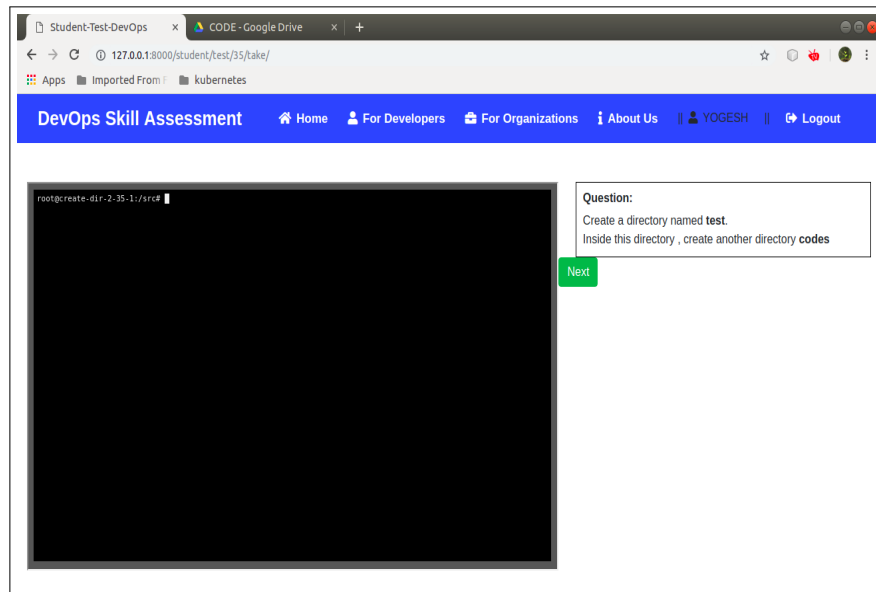 Student-Test-DevOps × CODE - Google Drive × +
127.0.0.1:8000/student/test/35/take/
Apps Imported From kubernetes
DevOps Skill Assessment Home For Developers For Organizations About Us || YOGESH || Logout
root@create-dir-2-35-1:/src#
Question:
Create a directory named test.
Inside this directory , create another directory codes
Next